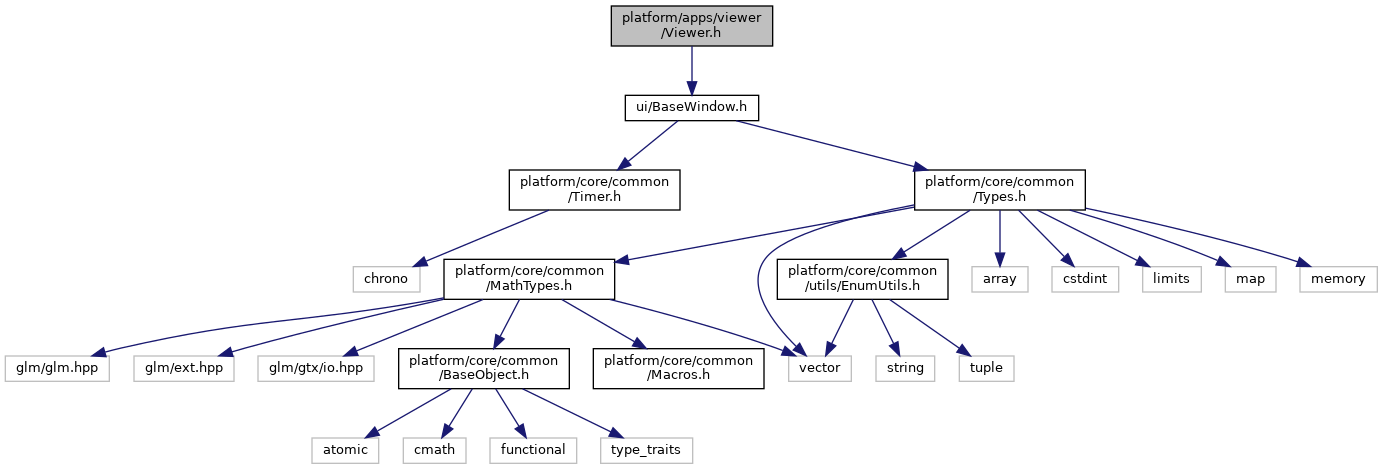 platform/apps/viewer
/Viewer.h
ui/BaseWindow.h
platform/core/common
/Timer.h
platform/core/common
/Types.h
chrono
platform/core/common
/MathTypes.h
platform/core/common
/utils/EnumUtils.h
array
cstdint
limits
map
memory
glm/glm.hpp
glm/ext.hpp
glm/gtx/io.hpp
platform/core/common
/BaseObject.h
platform/core/common
/Macros.h
vector
string
tuple
atomic
cmath
functional
type_traits